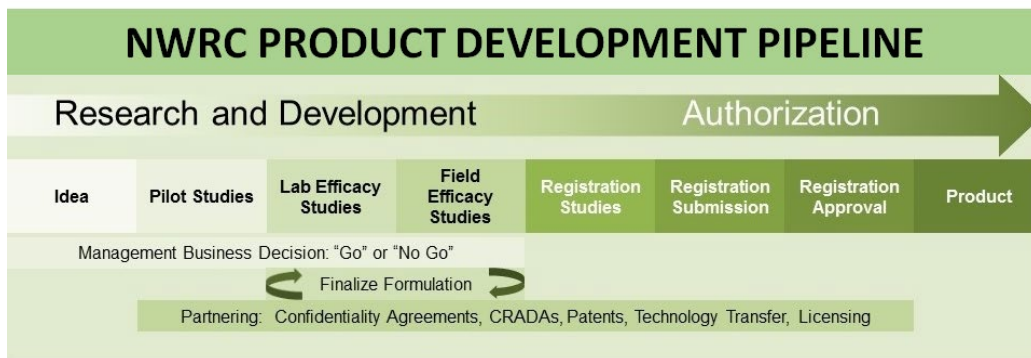 NWRC PRODUCT DEVELOPMENT PIPELINE
Research and Development
Authorization
Idea
Pilot Studies
Lab Efficacy
Studies
Field
Efficacy
Studies
Registration
Studies
Registration
Submission
Registration
Approval
Product
Management Business Decision: “Go” or “No Go”
Finalize Formulation
Partnering: Confidentiality Agreements, CRADAs, Patents, Technology Transfer, Licensing